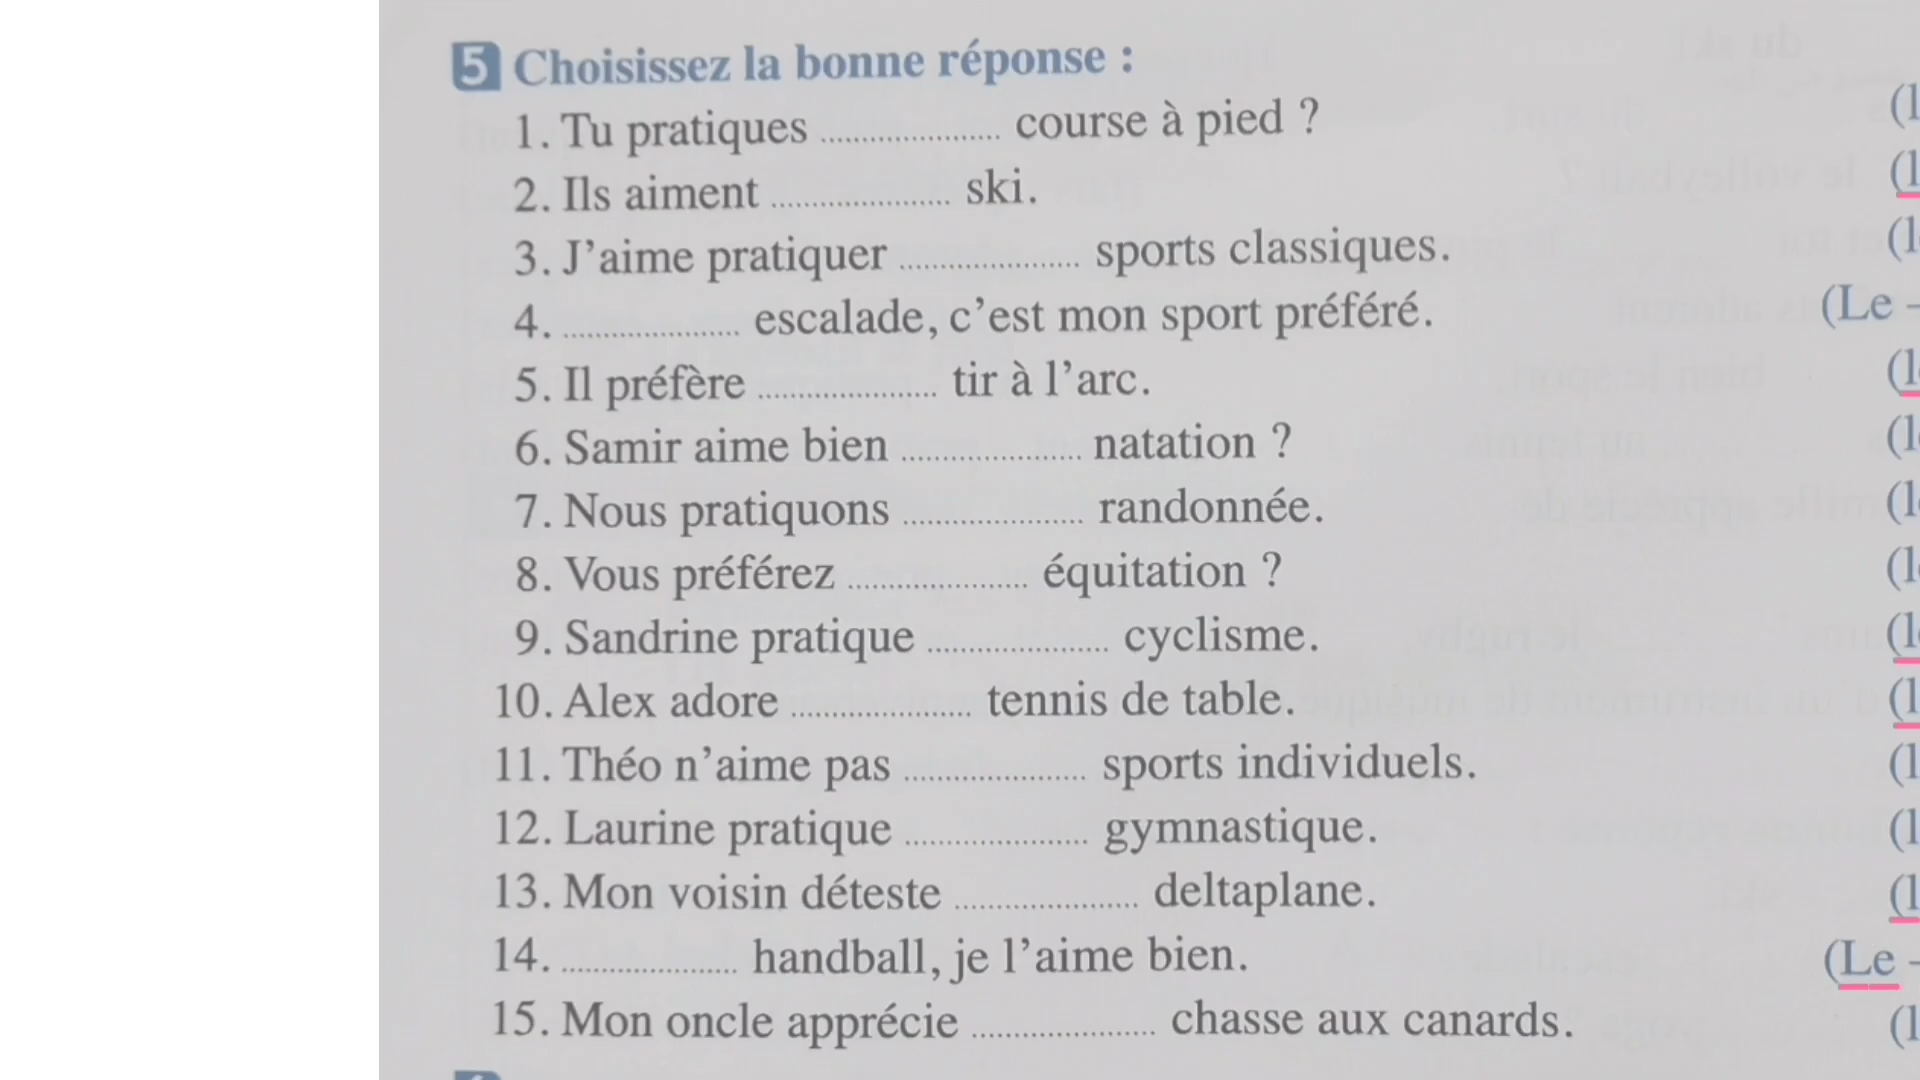 5 Choisissez la bonne réponse :
1. Tu pratiques .................... course à pied ?
2. Ils aiment .................... ski.
3. J’aime pratiquer .................... sports classiques.
4. .................... escalade, c’est mon sport préféré. (Le -
5. Il préfère .................... tir à l’arc.
6. Samir aime bien .................... natation ?
7. Nous pratiquons .................... randonnée.
8. Vous préférez .................... équitation ?
9. Sandrine pratique .................... cyclisme.
10. Alex adore .................... tennis de table.
11. Théo n’aime pas .................... sports individuels.
12. Laurine pratique .................... gymnastique.
13. Mon voisin déteste .................... deltaplane.
14. .................... handball, je l’aime bien. (Le -
15. Mon oncle apprécie .................... chasse aux canards.